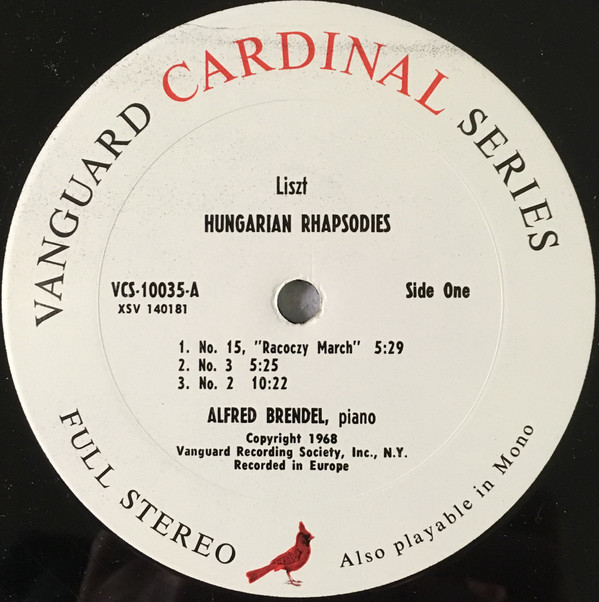 VANGUARD CARDINAL SERIES
Liszt
HUNGARIAN RHAPSODIES
VCS-10035-A
XSV 140181
Side One
1. No. 15, "Racoczy March" 5:29
2. No. 3 5:25
3. No. 2 10:22
ALFRED BRENDEL, piano
Copyright 1968
Vanguard Recording Society, Inc., N.Y.
Recorded in Europe
FULL STEREO
Also playable in Mono